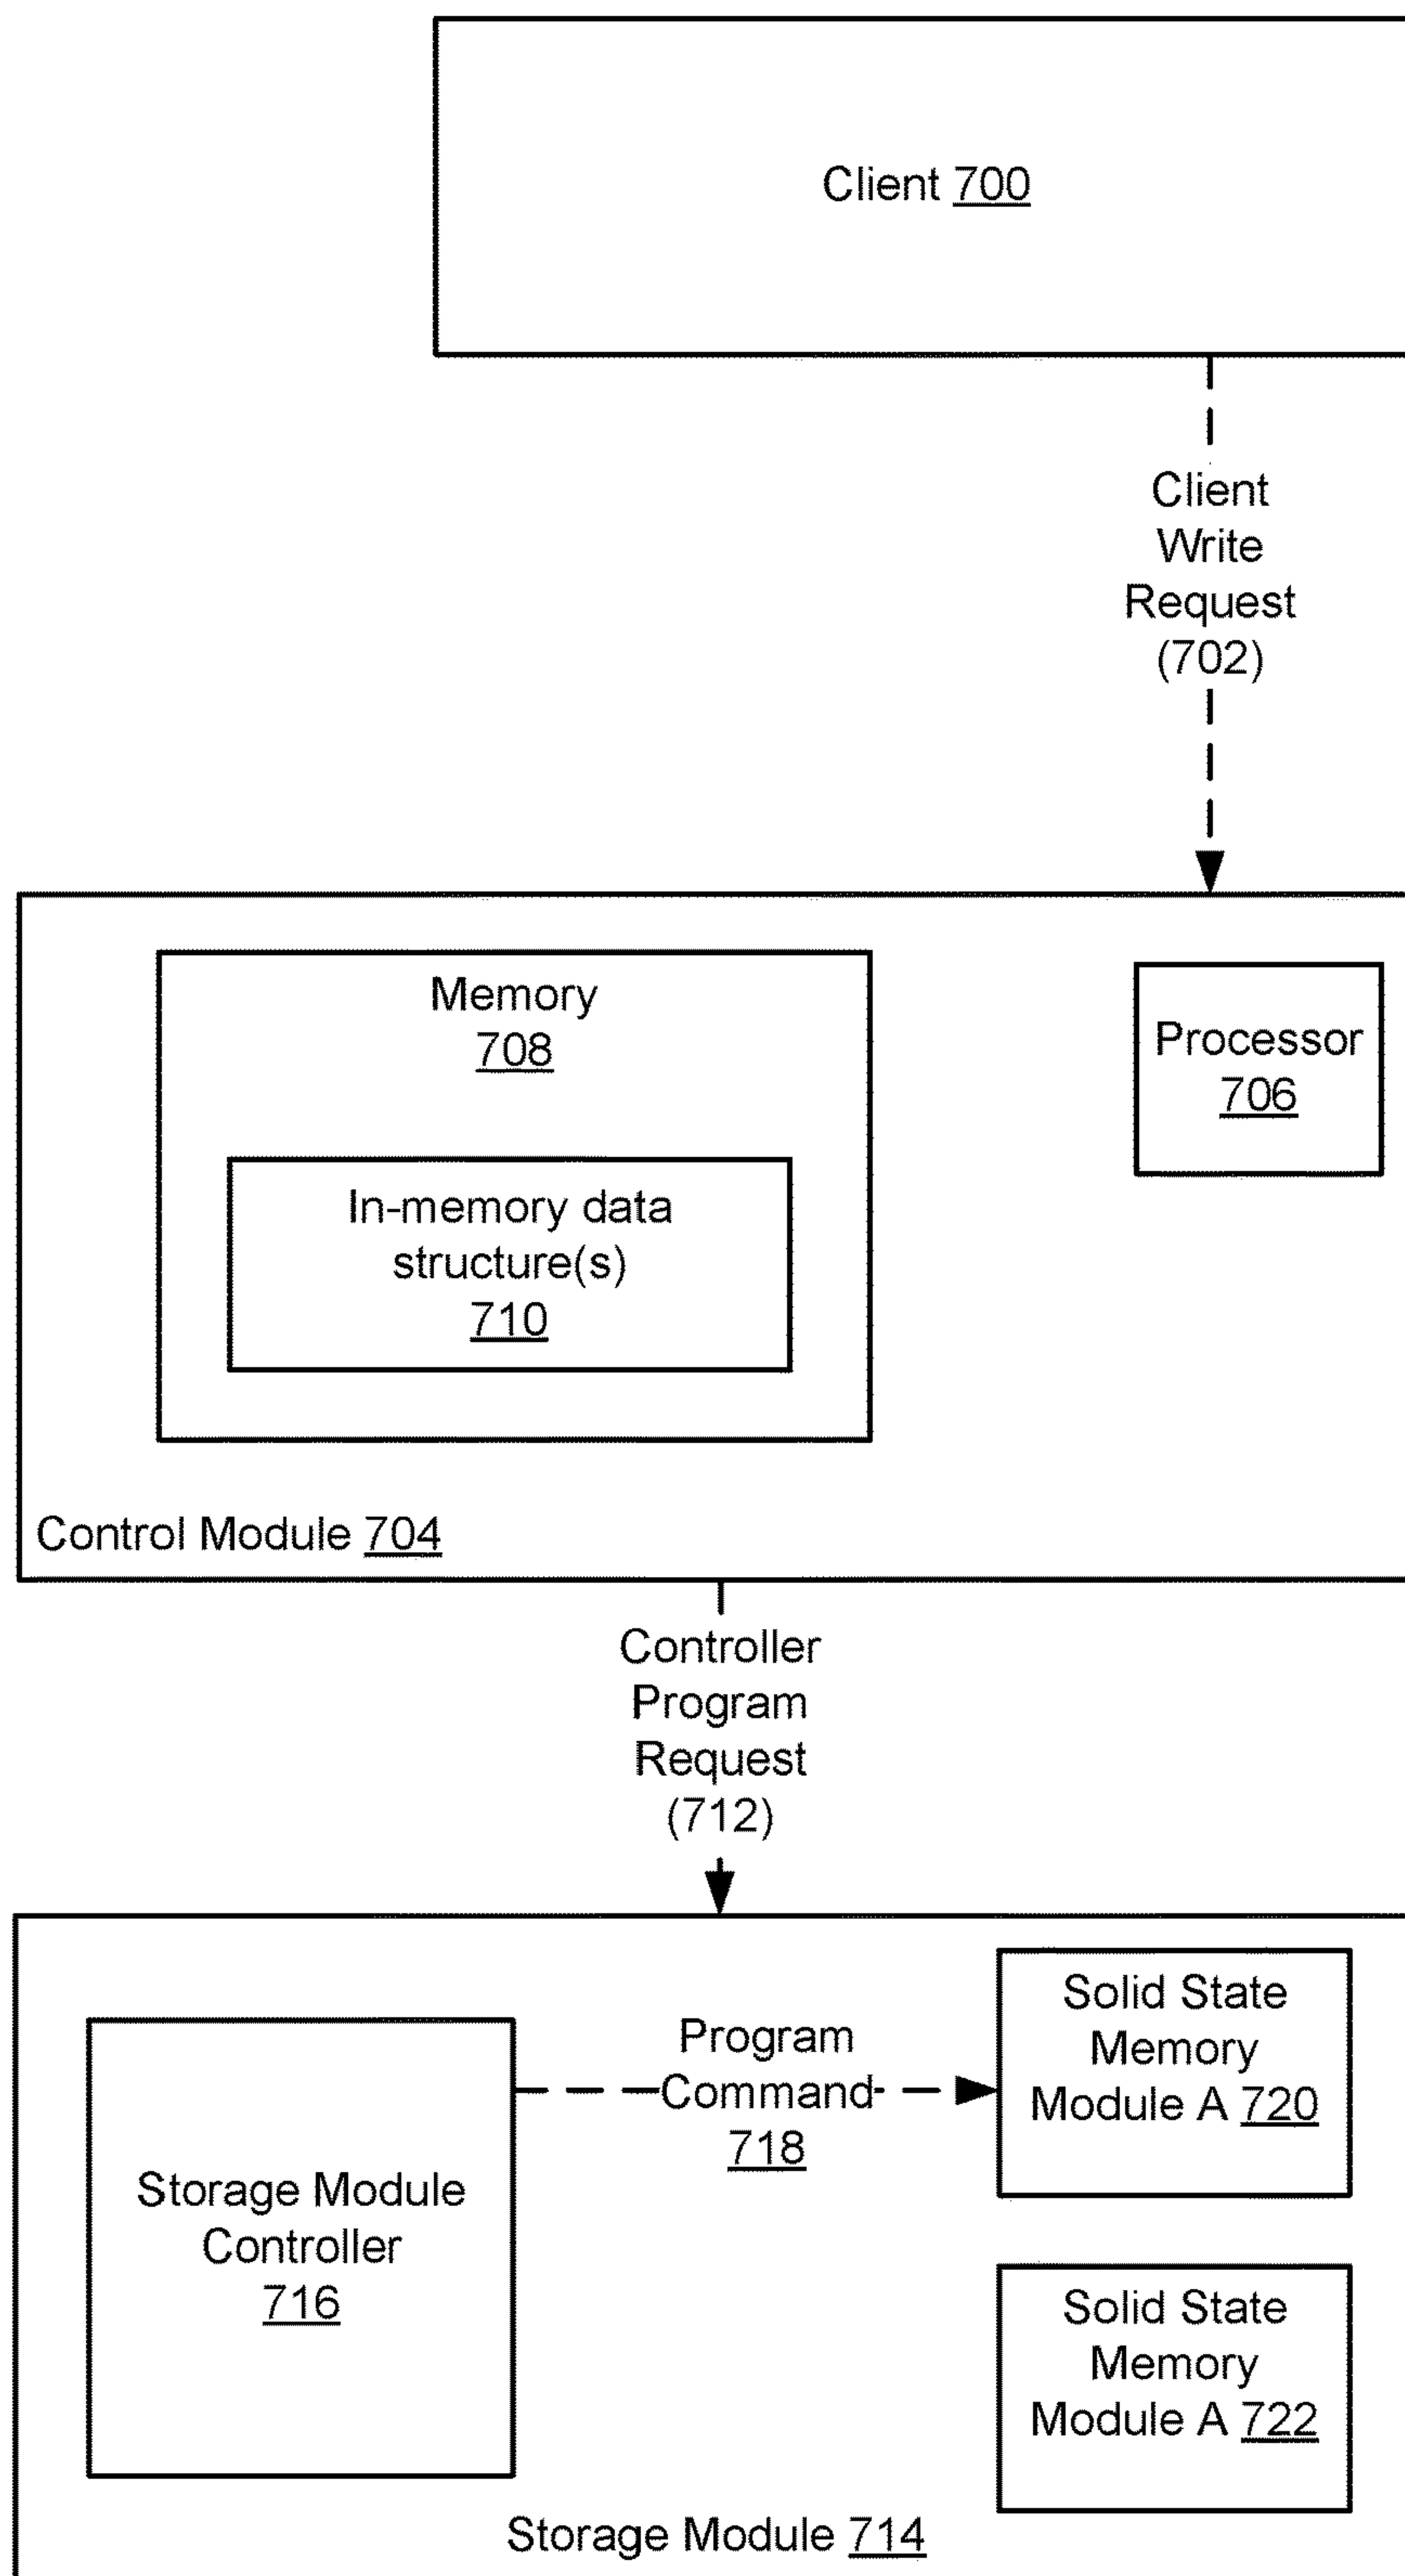 Client 700
Client
Write
Request
(702)
Memory
708
Processor
706
In-memory data
structure(s)
710
Control Module 704
Controller
Program
Request
(712)
Solid State
Memory
Module A 720
Program
Command
718
Storage Module
Controller
716
Solid State
Memory
Module A 722
Storage Module 714